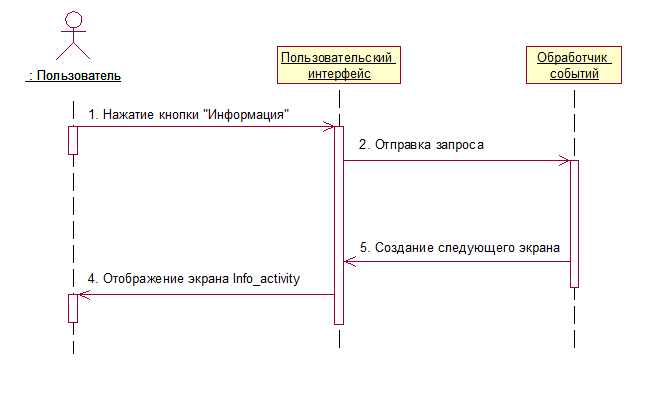 : Пользователь
Пользовательский
интерфейс
Обработчик
событий
1. Нажатие кнопки "Информация"
2. Отправка запроса
5. Создание следующего экрана
4. Отображение экрана Info_activity